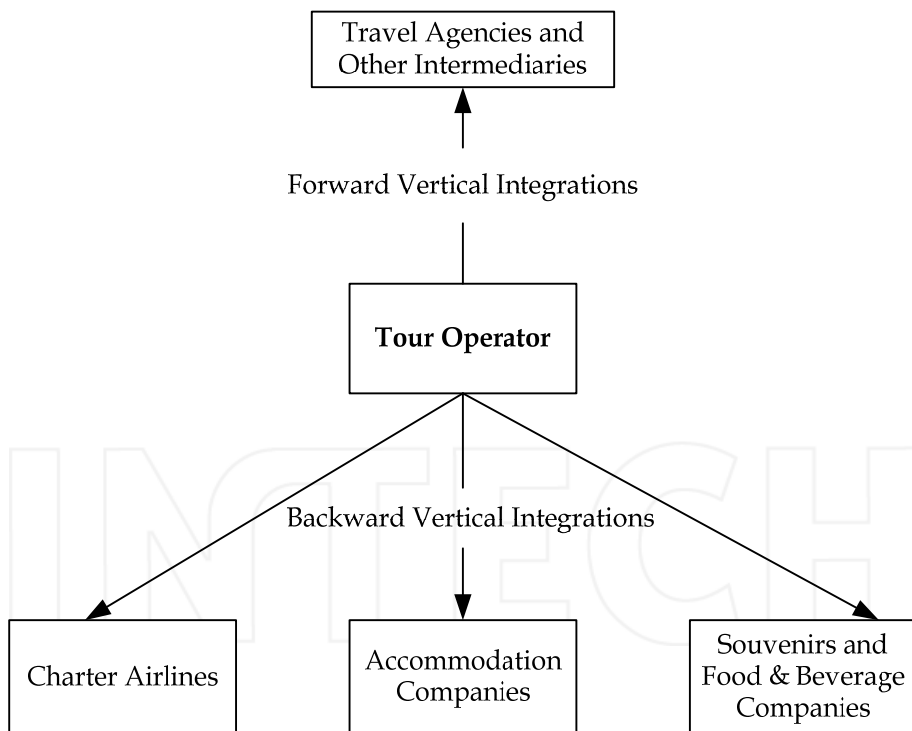 Travel Agencies and
Other Intermediaries
Forward Vertical Integrations
Tour Operator
INTECH
Backward Vertical Integrations
Charter Airlines
Accommodation
Companies
Souvenirs and
Food & Beverage
Companies